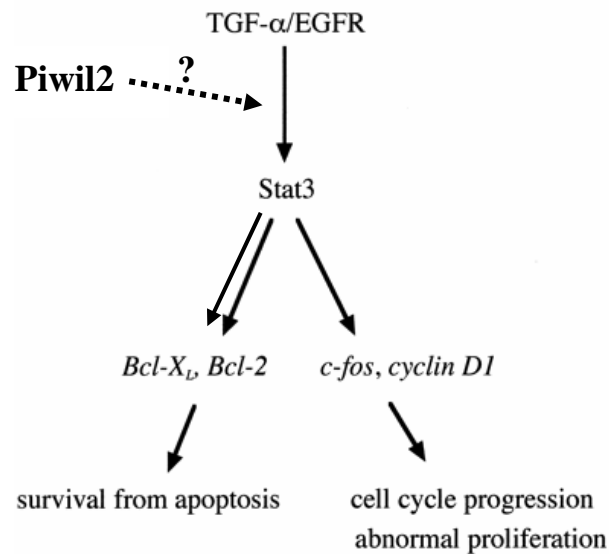 TGF-α/EGFR
?
Piwil2
Stat3
Bcl-X_L, Bcl-2
c-fos, cyclin D1
survival from apoptosis
cell cycle progression
abnormal proliferation